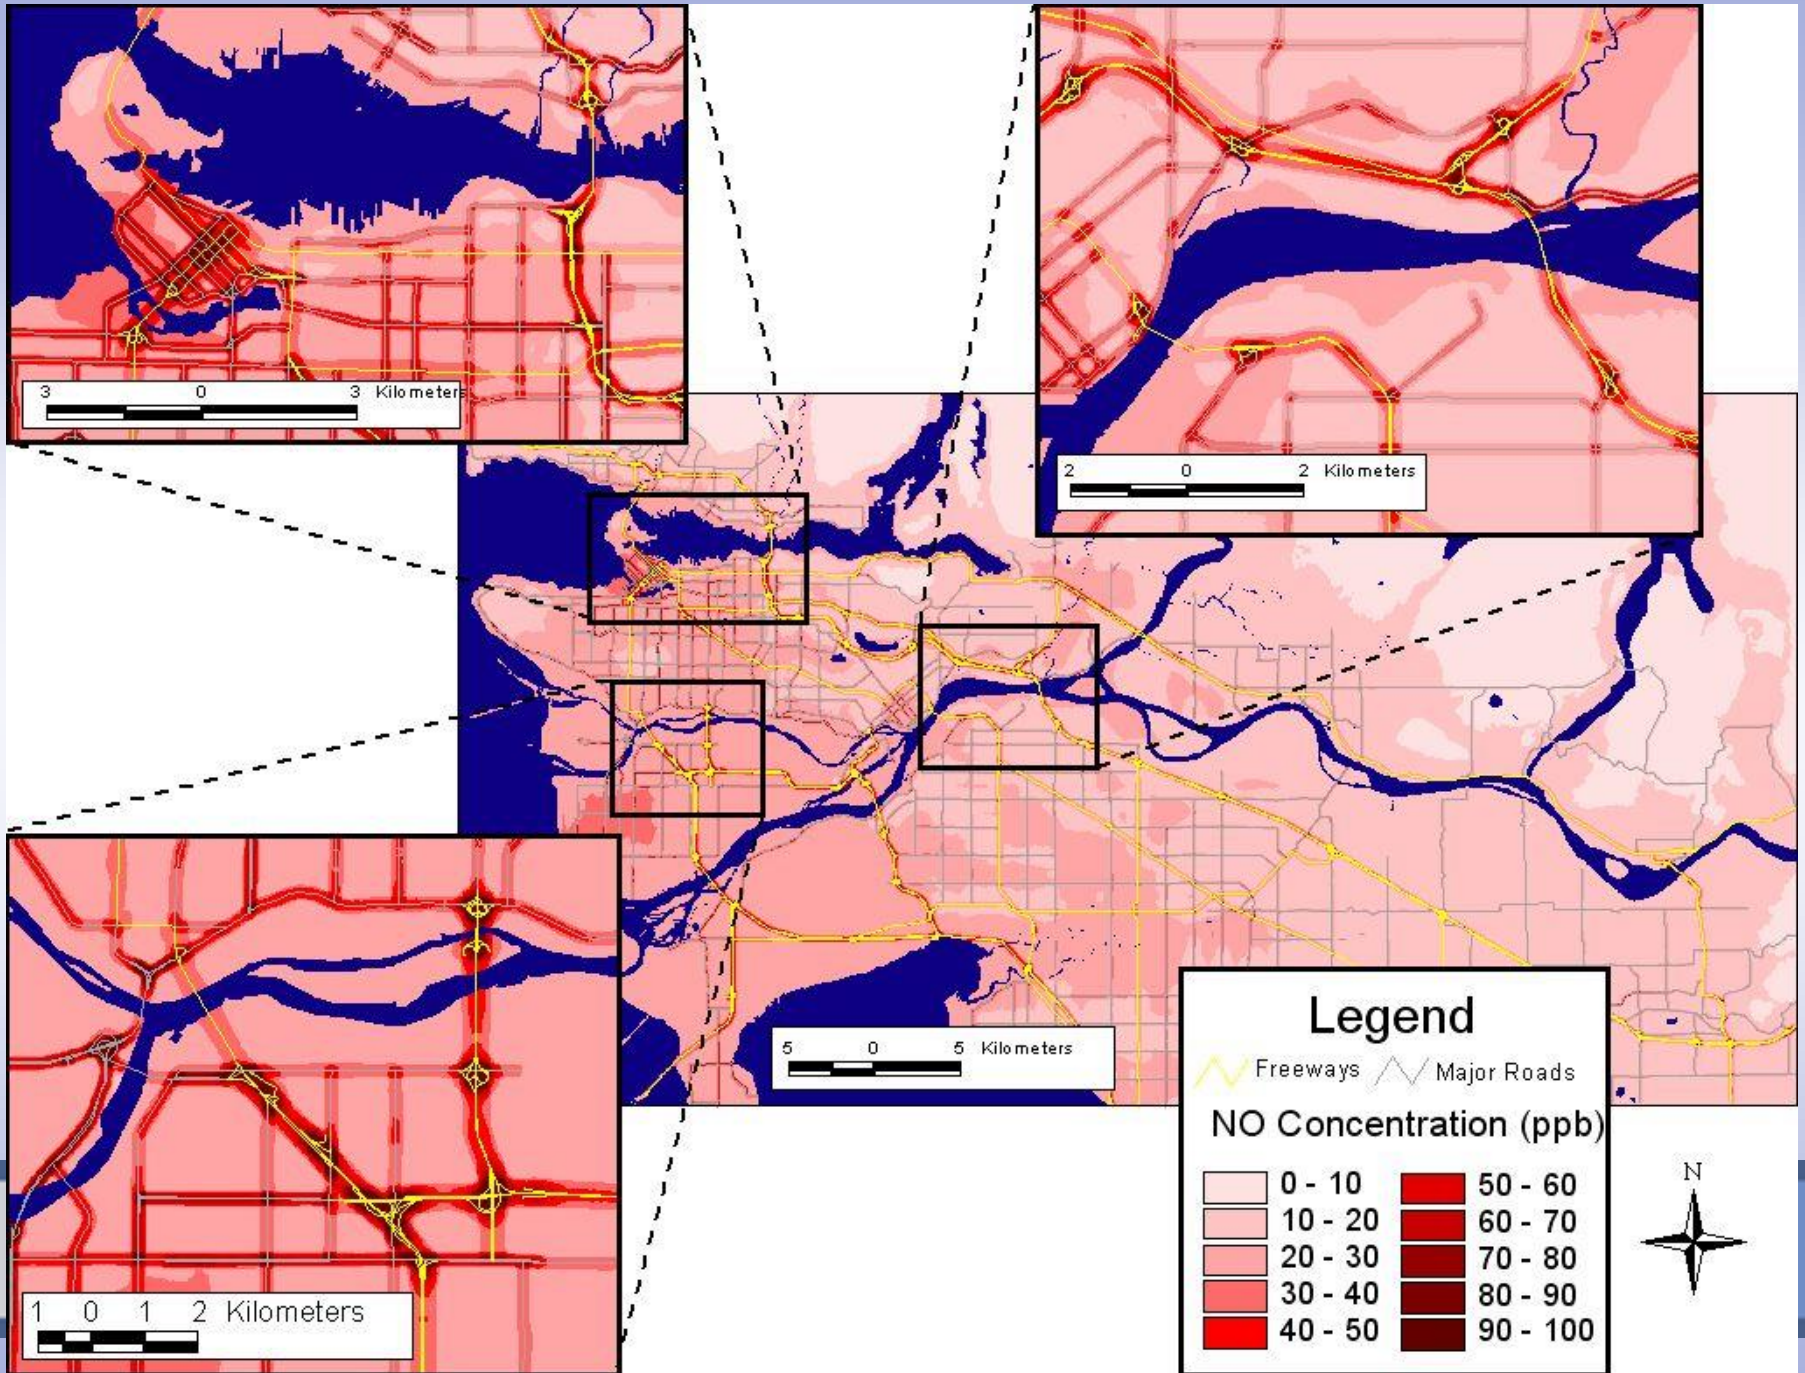 3 0 3 Kilometers
2 0 2 Kilometers
5 0 5 Kilometers
1 0 1 2 Kilometers
Legend
Freeways Major Roads
NO Concentration (ppb)
0 - 10 50 - 60
10 - 20 60 - 70
20 - 30 70 - 80
30 - 40 80 - 90
40 - 50 90 - 100
N